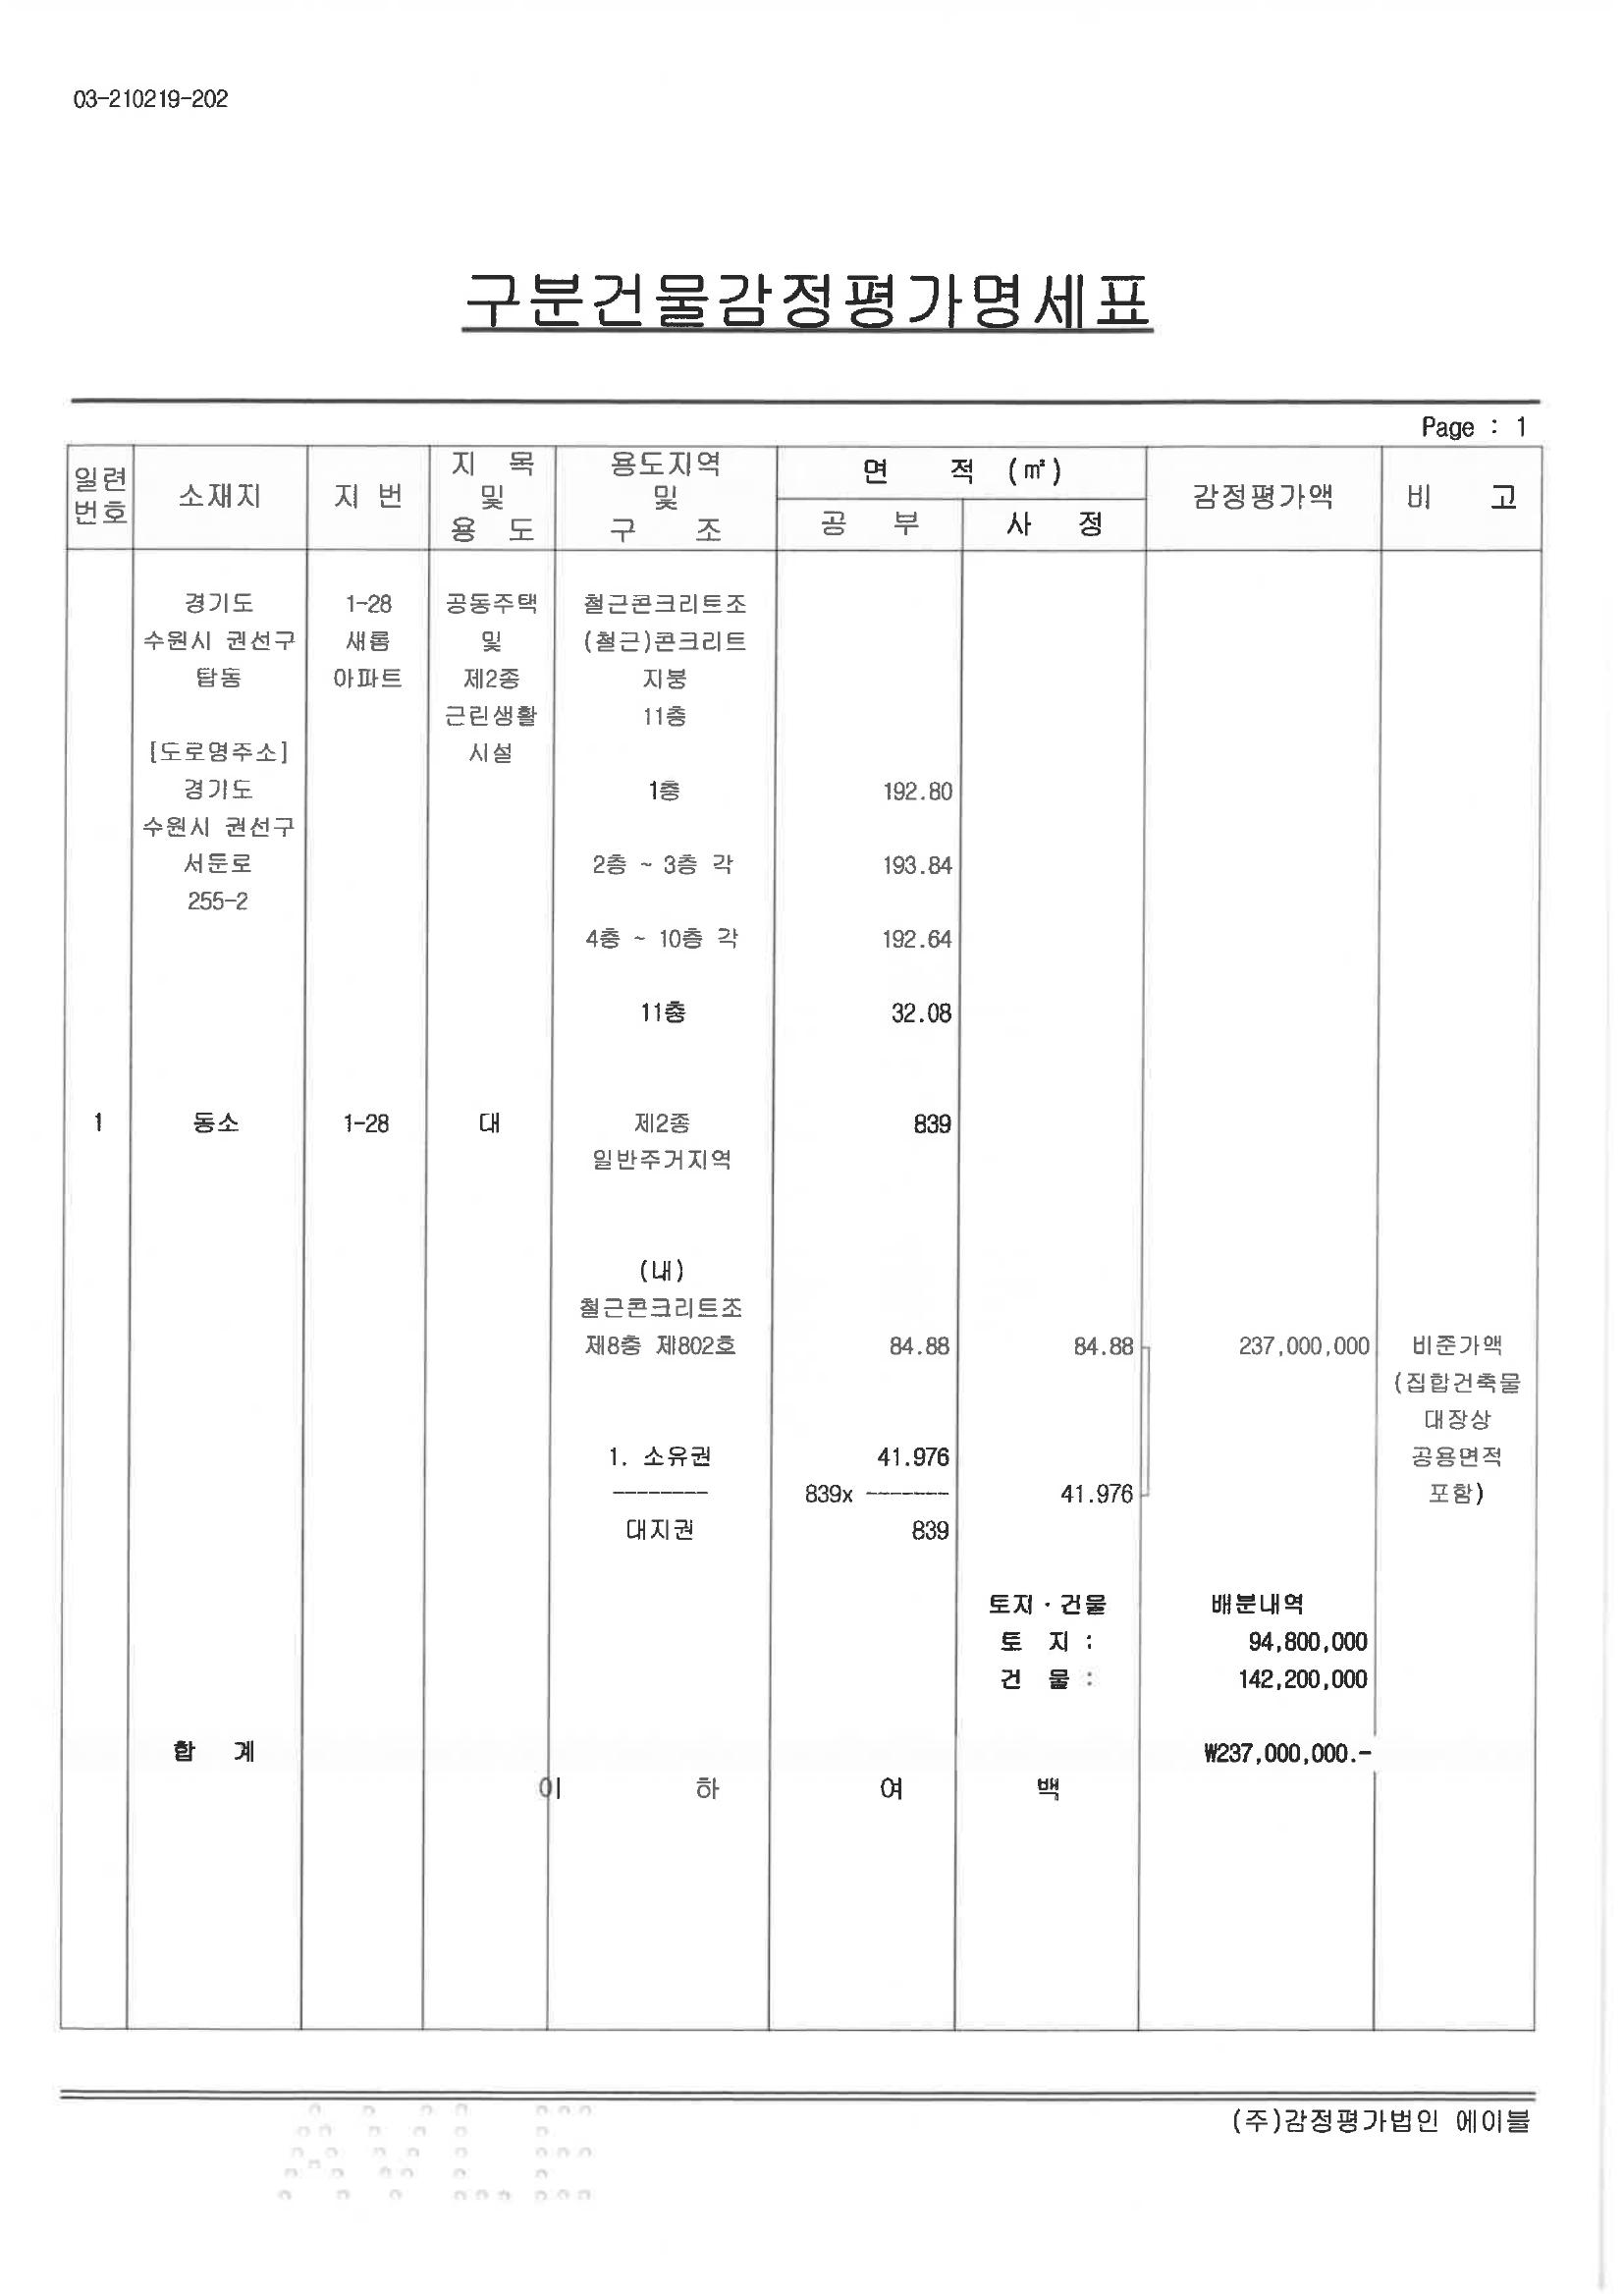 03-210219-202
구분건물감정평가명세표
Page : 1
일련번호 소재지 지 번 지 목 및 용 도 용도지역 및 구 조 면 적 (㎡) 감정평가액 비 고
공 부 사 정
경기도 1-28 공동주택 철근콘크리트조
수원시 권선구 새롬 및 (철근)콘크리트
탑동 아파트 제2종 지붕
근린생활 11층
[도로명주소] 시설
경기도 1층 192.80
수원시 권선구
서둔로 2층 ~ 3층 각 193.84
255-2
4층 ~ 10층 각 192.64
11층 32.08
1 동소 1-28 대 제2종 839
일반주거지역
(내)
철근콘크리트조
제8층 제802호 84.88 84.88 237,000,000 비준가액
(집합건축물
대장상
1. 소유권 41.976 공용면적
-------- 839x ------- 41.976 포함)
대지권 839
토지·건물 배분내역
토 지 : 94,800,000
건 물 : 142,200,000
합 계 ₩237,000,000.-
이 하 여 백
(주)감정평가법인 에이블